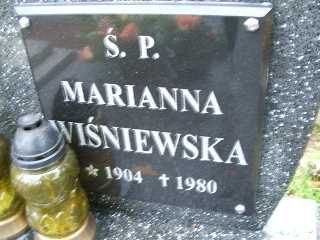 Ś. P.
MARIANNA
WIŚNIEWSKA
* 1904 ✝ 1980